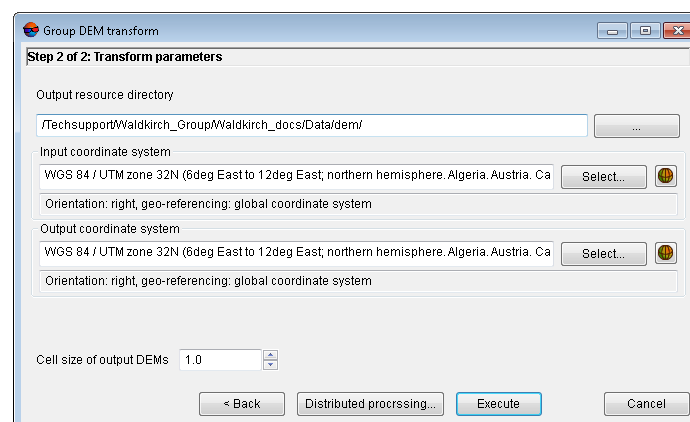 Group DEM transform
Step 2 of 2: Transform parameters
Output resource directory
/Techsupport/Waldkirch_Group/Waldkirch_docs/Data/dem/
...
Input coordinate system
WGS 84 / UTM zone 32N (6deg East to 12deg East; northern hemisphere. Algeria. Austria. Ca
Select...
Orientation: right, geo-referencing: global coordinate system
Output coordinate system
WGS 84 / UTM zone 32N (6deg East to 12deg East; northern hemisphere. Algeria. Austria. Ca
Select...
Orientation: right, geo-referencing: global coordinate system
Cell size of output DEMs 1.0
< Back Distributed procrssing... Execute Cancel